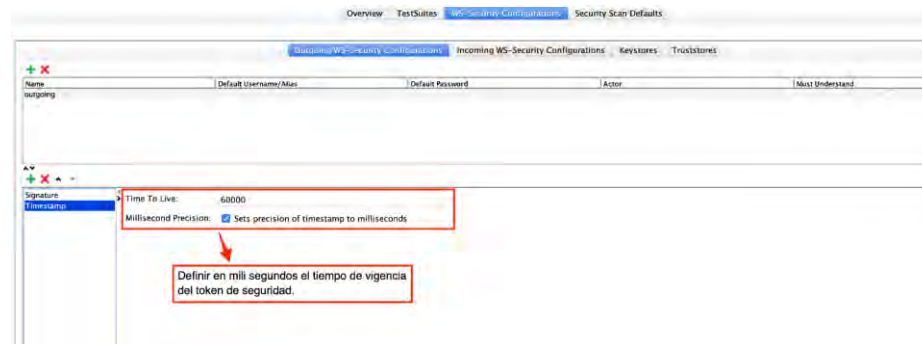 Overview TestSuites WS-Security Configurations Security Scan Defaults
Outgoing WS-Security Configurations Incoming WS-Security Configurations Keystores Truststores
Name Default Username/Alias Default Password Actor Must Understand
outgoing
Signature
Timestamp
Time To Live: 60000
Millisecond Precision: Sets precision of timestamp to milliseconds
Definir en mili segundos el tiempo de vigencia
del token de seguridad.